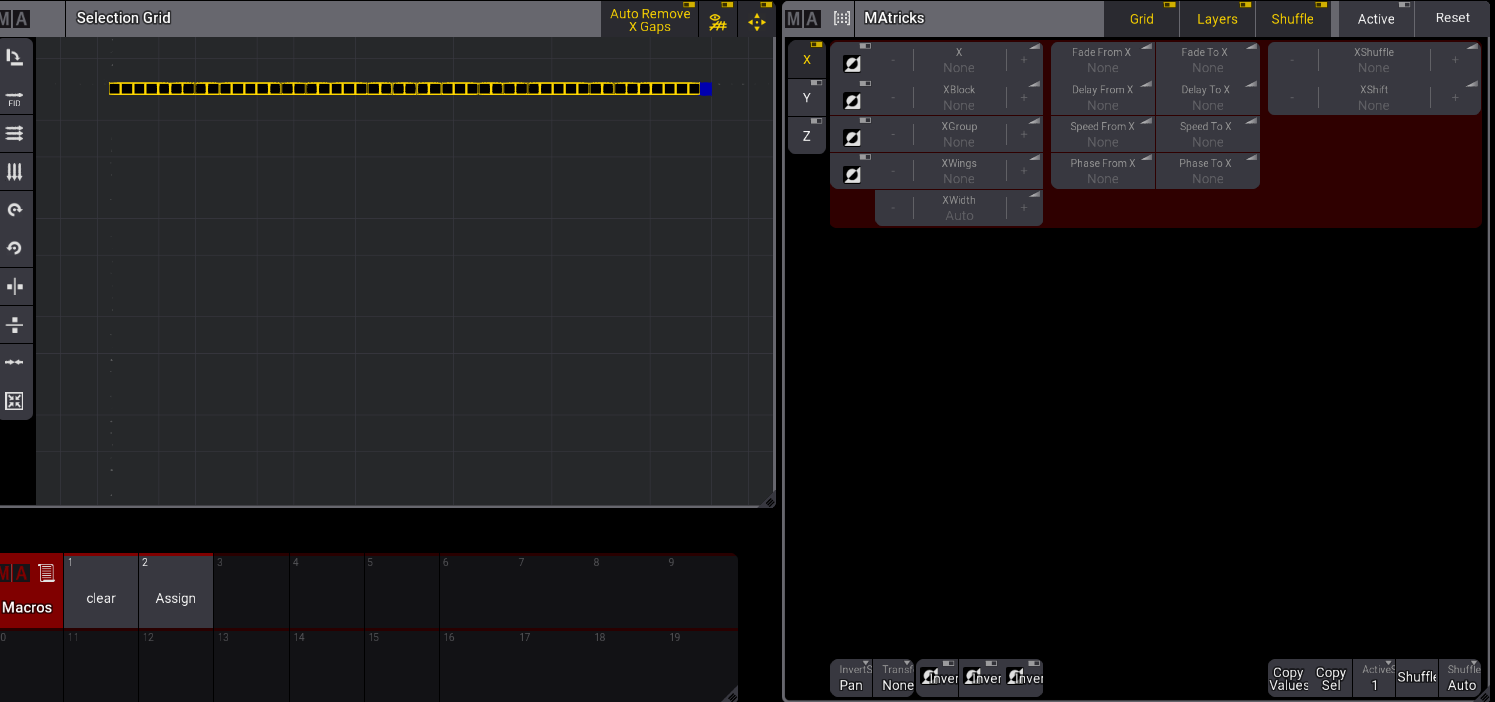 MA
Selection Grid
Auto Remove
X Gaps
FID
MA
MAtricks
Grid
Layers
Shuffle
Active
Reset
X
Y
Z
-
X
None
+
Fade From X
None
Fade To X
None
-
XShuffle
None
+
-
XBlock
None
+
Delay From X
None
Delay To X
None
-
XShift
None
+
-
XGroup
None
+
Speed From X
None
Speed To X
None
-
XWings
None
+
Phase From X
None
Phase To X
None
-
XWidth
Auto
+
MA
Macros
1
clear
2
Assign
3
4
5
6
7
8
9
0
11
12
13
14
15
16
17
18
19
InvertS
Pan
Transf
None
Inver
Inver
Inver
Copy
Values
Copy
Sel
ActiveS
1
Shuffle
Shuffle
Auto